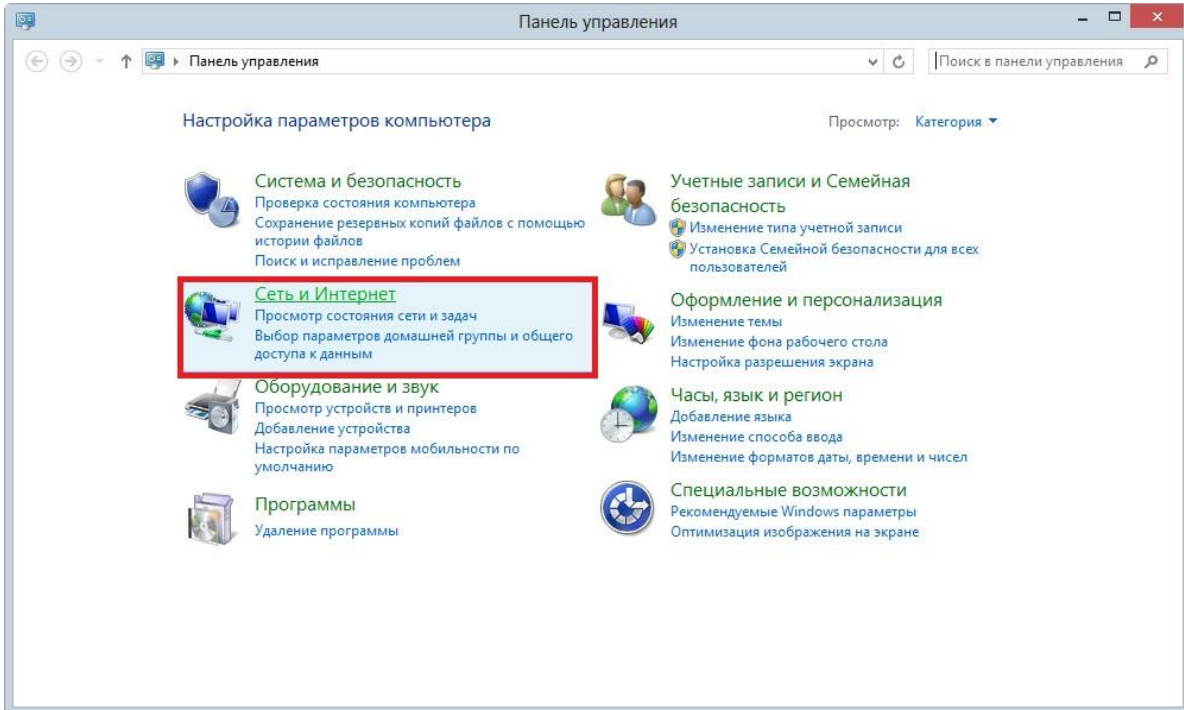 Панель управления
Панель управления
Поиск в панели управления
Настройка параметров компьютера
Просмотр: Категория
Система и безопасность
Проверка состояния компьютера
Сохранение резервных копий файлов с помощью
истории файлов
Поиск и исправление проблем
Сеть и Интернет
Просмотр состояния сети и задач
Выбор параметров домашней группы и общего
доступа к данным
Оборудование и звук
Просмотр устройств и принтеров
Добавление устройства
Настройка параметров мобильности по
умолчанию
Программы
Удаление программы
Учетные записи и Семейная
безопасность
Изменение типа учетной записи
Установка Семейной безопасности для всех
пользователей
Оформление и персонализация
Изменение темы
Изменение фона рабочего стола
Настройка разрешения экрана
Часы, язык и регион
Добавление языка
Изменение способа ввода
Изменение форматов даты, времени и чисел
Специальные возможности
Рекомендуемые Windows параметры
Оптимизация изображения на экране